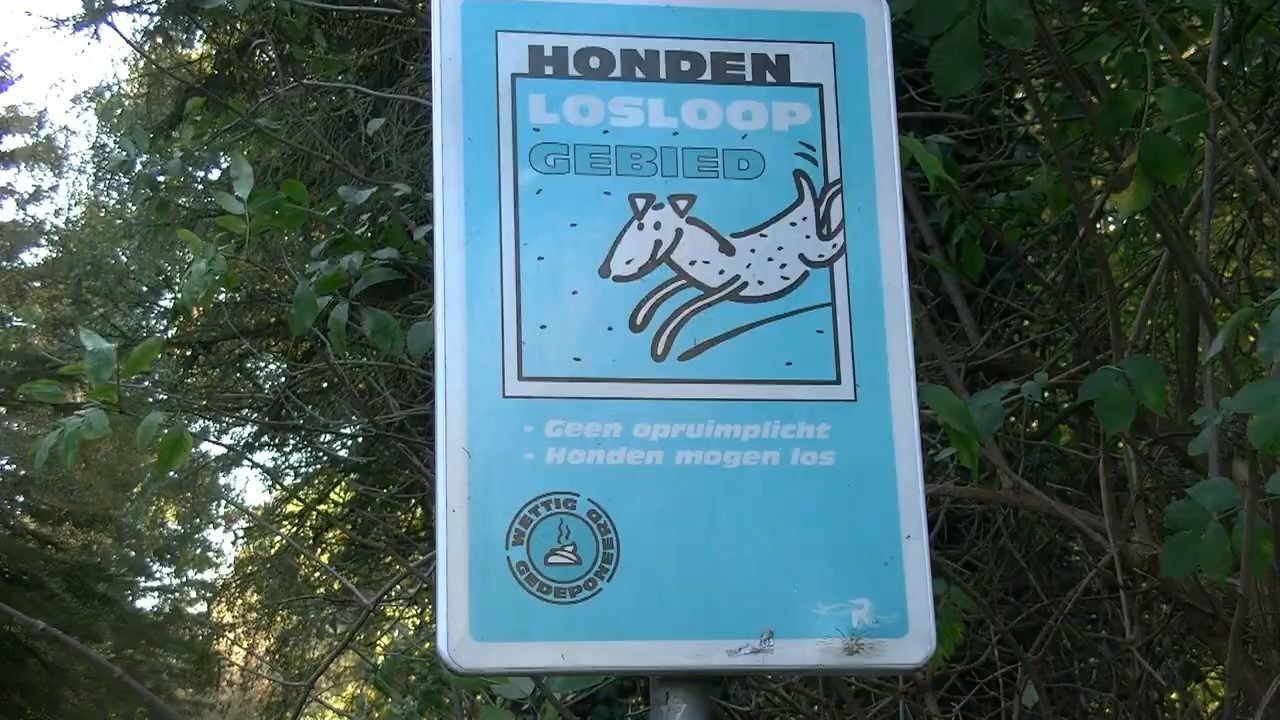 HONDEN
LOSLOOP
GEBIED
- Geen opruimplicht
- Honden mogen los
WETTIG GEDEPONEERD